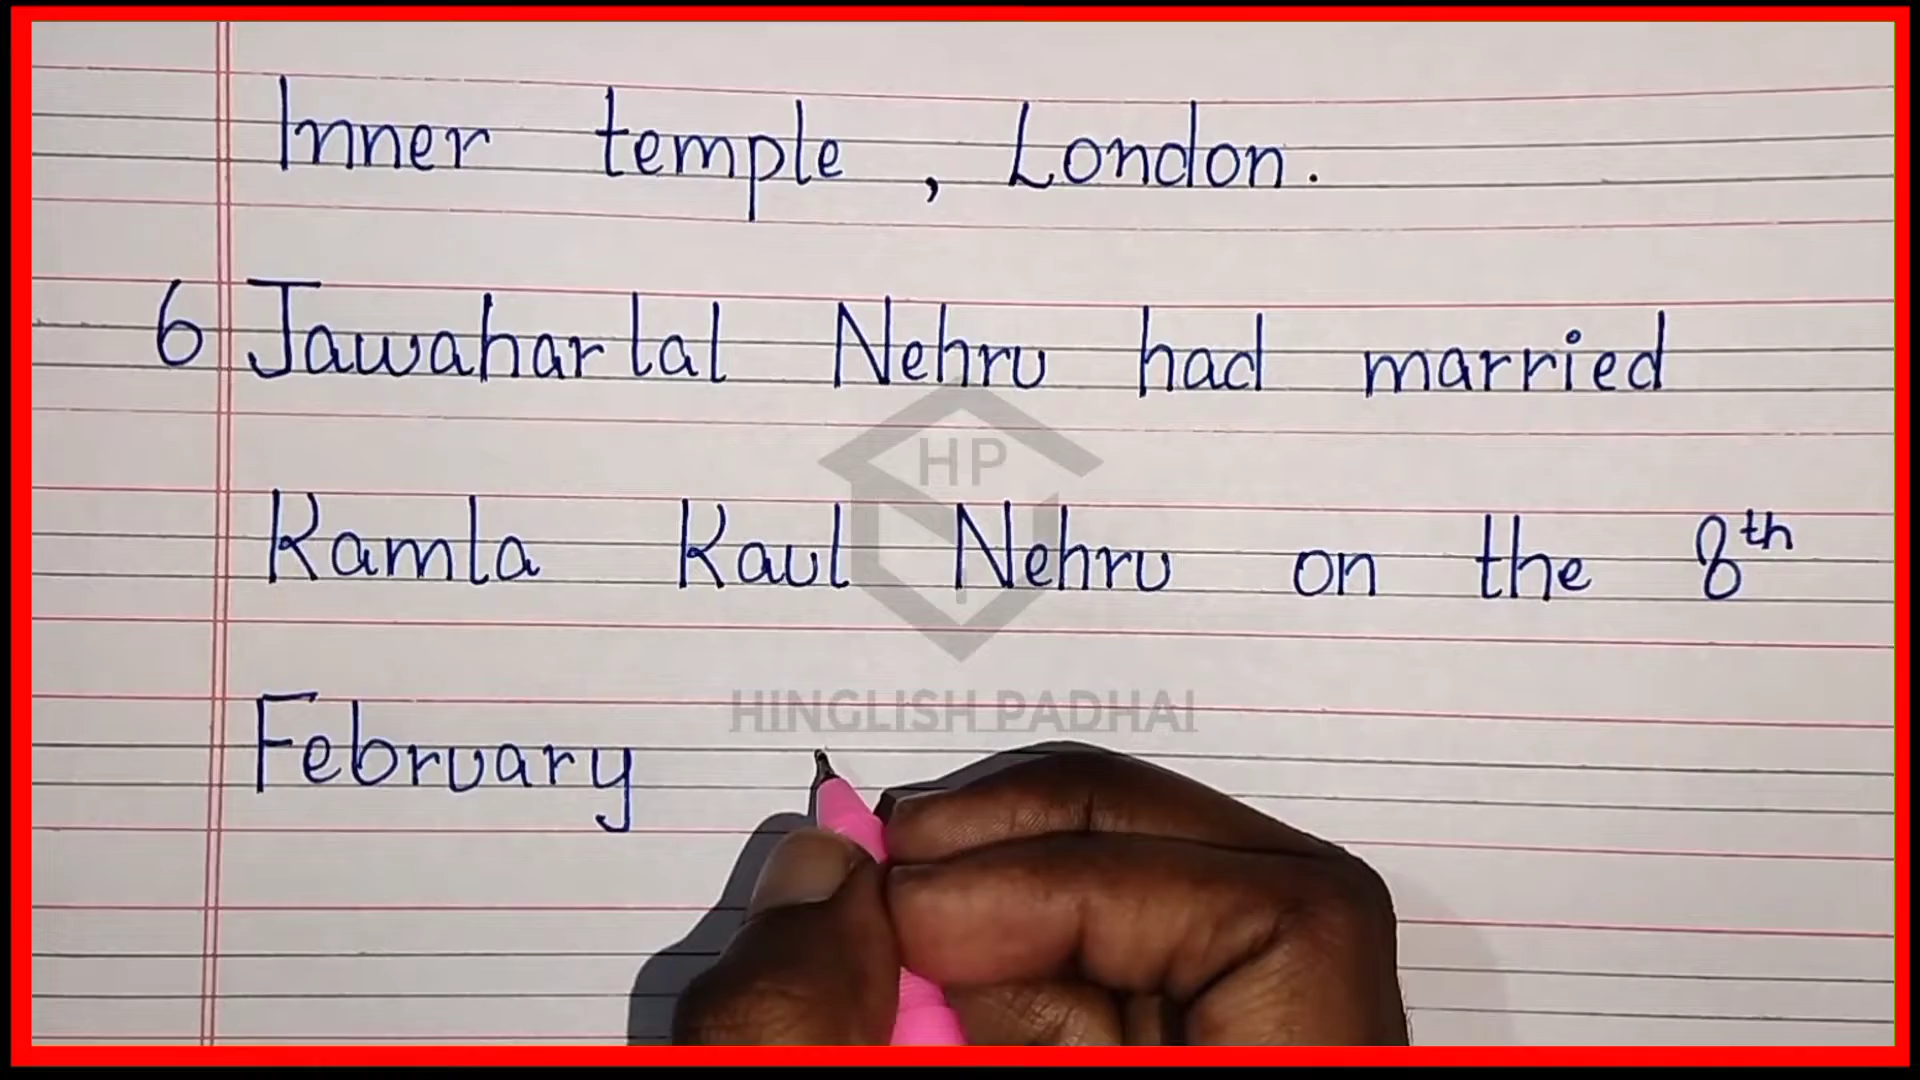 Inner temple , London.
6 Jawaharlal Nehru had married
HP
Kamla Kaul Nehru on the 8th
HINGLISH PADHAI
February